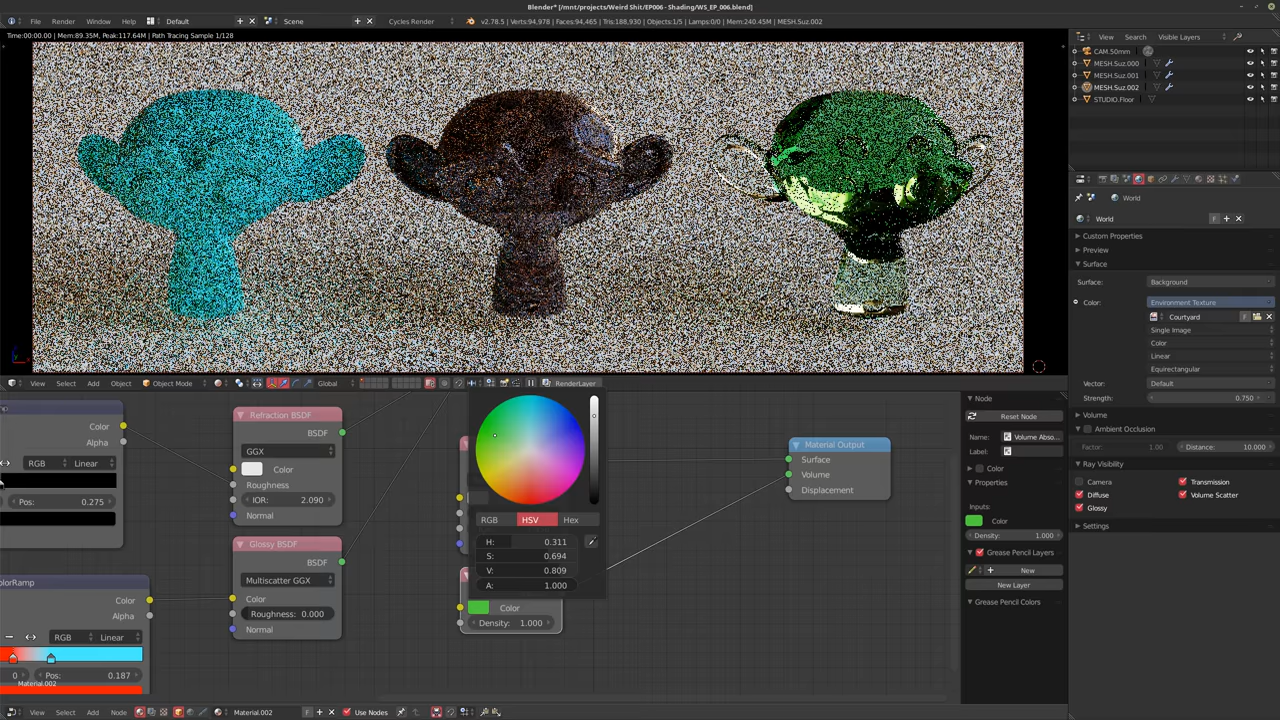 Blender* [/mnt/projects/Weird Shit/EP006 - Shading/WS_EP_006.blend]
File Render Window Help Default Scene Cycles Render v2.78.5 | Verts:94,978 | Faces:94,465 | Tris:188,930 | Objects:1/5 | Lamps:0/0 | Mem:240.45M | MESH.Suz.002
Time:00:00.00 | Mem:89.35M, Peak:117.64M | Path Tracing Sample 1/128
View Search Visible Layers
CAM.50mm
MESH.Suz.000
MESH.Suz.001
MESH.Suz.002
STUDIO.Floor
World
World F
Custom Properties
Preview
Surface
Surface: Background
Color: Environment Texture
Courtyard F
Single Image
Color
Linear
Equirectangular
Vector: Default
Strength: 0.750
Volume
Ambient Occlusion
Factor: 1.00 Distance: 10.000
Ray Visibility
Camera Transmission
Diffuse Volume Scatter
Glossy
Settings
View Select Add Object Object Mode Global RenderLayer
Color
Alpha
RGB Linear
Pos: 0.275
ColorRamp
Color
Alpha
RGB Linear
0 Pos: 0.187
Material.002
Refraction BSDF
BSDF
GGX
Color
Roughness
IOR: 2.090
Normal
Glossy BSDF
BSDF
Multiscatter GGX
Color
Roughness: 0.000
Normal
RGB HSV Hex
H: 0.311
S: 0.694
V: 0.809
A: 1.000
Color
Density: 1.000
Material Output
Surface
Volume
Displacement
Node
Reset Node
Name: Volume Abso...
Label:
Color
Properties
Inputs:
Color
Density: 1.000
Grease Pencil Layers
New
New Layer
Grease Pencil Colors
View Select Add Node Material.002 F Use Nodes